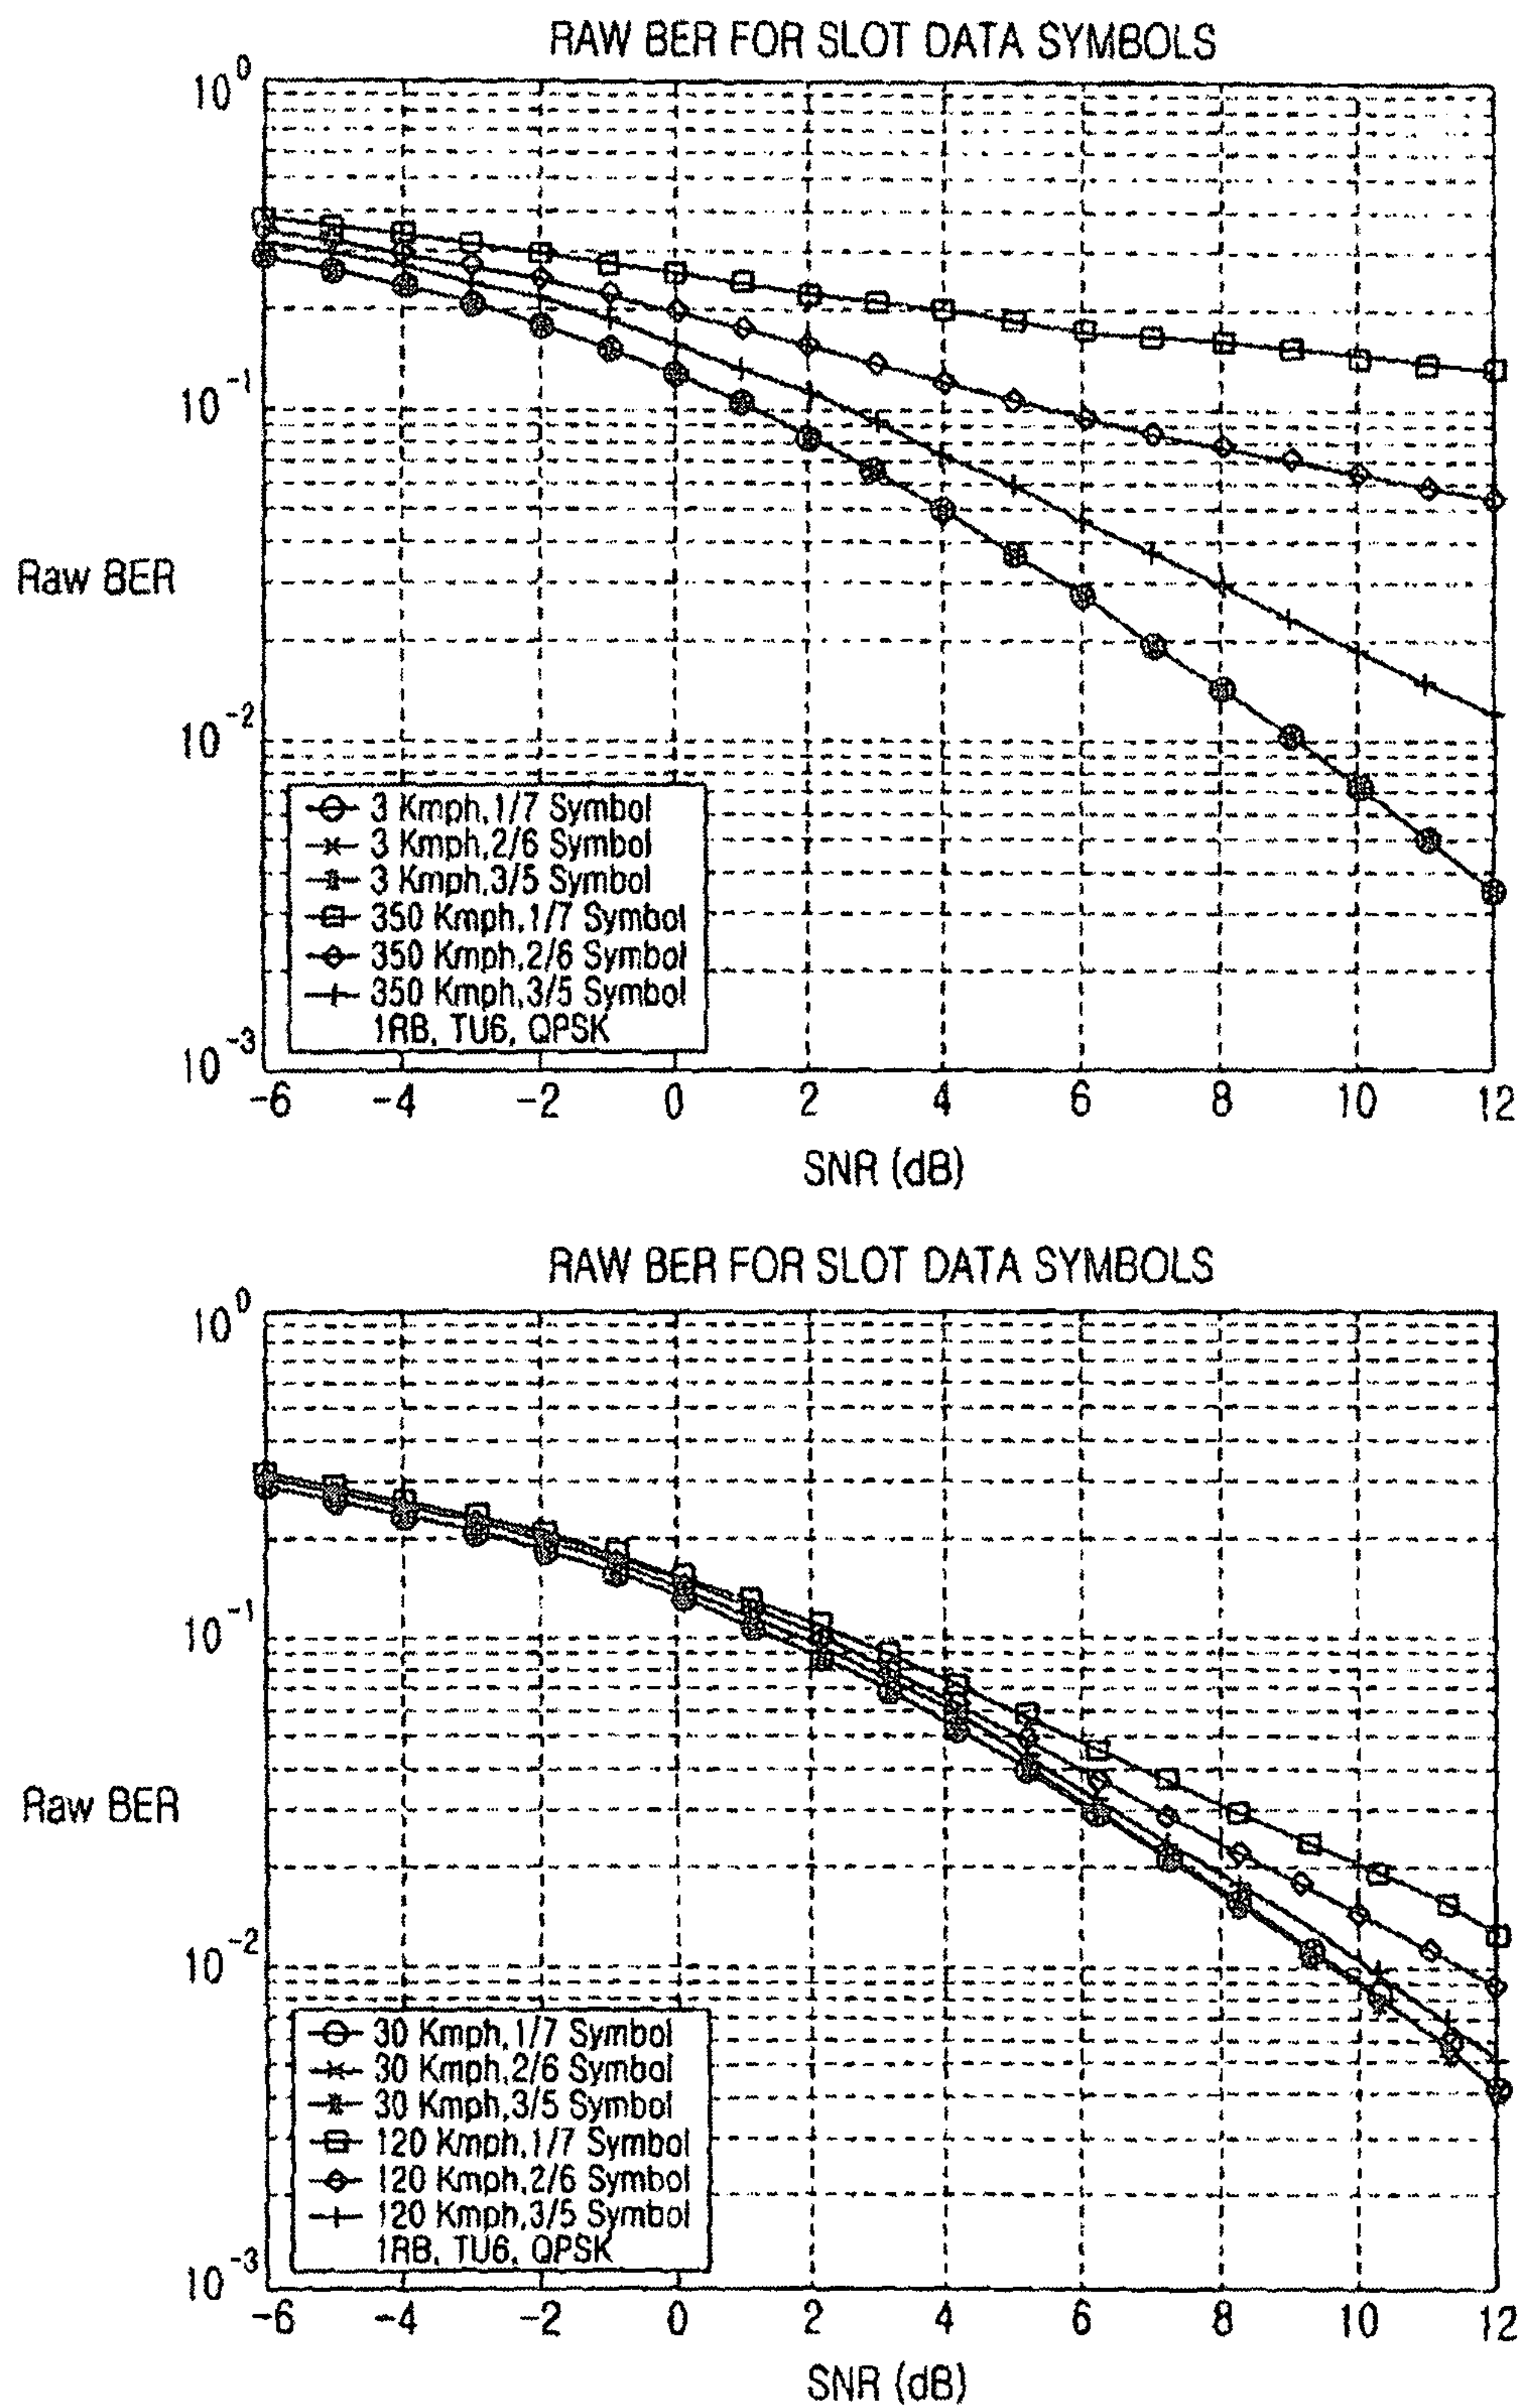 RAW BER FOR SLOT DATA SYMBOLS
10^0
10^-1
Raw BER
10^-2
3 Kmph,1/7 Symbol
3 Kmph,2/6 Symbol
3 Kmph,3/5 Symbol
350 Kmph,1/7 Symbol
350 Kmph,2/6 Symbol
350 Kmph,3/5 Symbol
1RB, TU6, QPSK
10^-3
-6 -4 -2 0 2 4 6 8 10 12
SNR (dB)
RAW BER FOR SLOT DATA SYMBOLS
10^0
10^-1
Raw BER
10^-2
30 Kmph,1/7 Symbol
30 Kmph,2/6 Symbol
30 Kmph,3/5 Symbol
120 Kmph,1/7 Symbol
120 Kmph,2/6 Symbol
120 Kmph,3/5 Symbol
1RB, TU6, QPSK
10^-3
-6 -4 -2 0 2 4 6 8 10 12
SNR (dB)